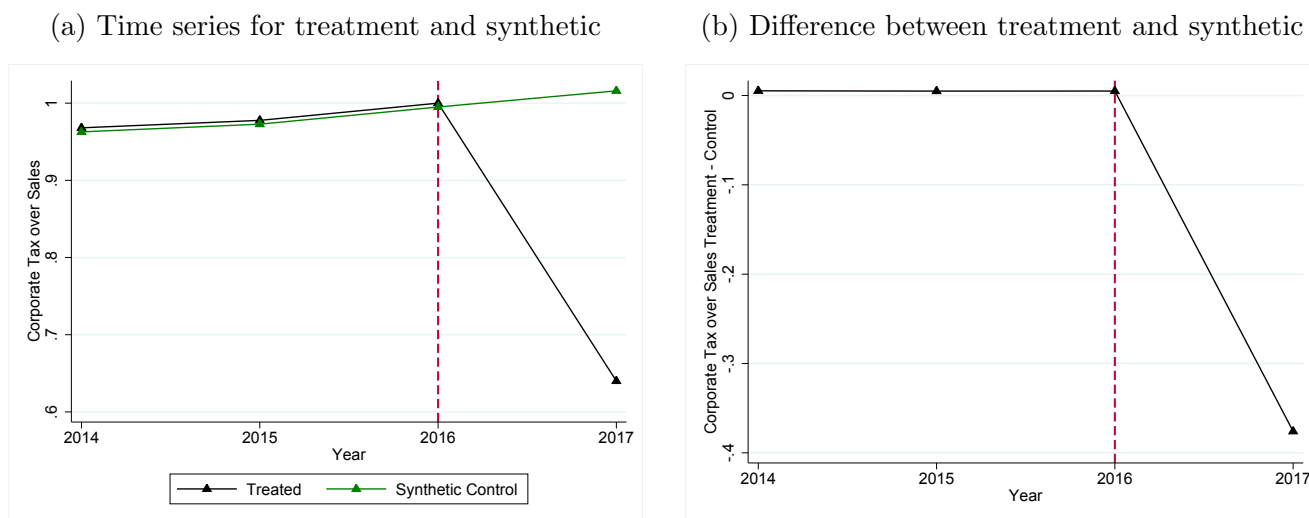 (a) Time series for treatment and synthetic
Corporate Tax over Sales
1
.9
.8
.7
.6
2014 2015 2016 2017
Year
Treated Synthetic Control
(b) Difference between treatment and synthetic
Corporate Tax over Sales Treatment - Control
0
-.1
-.2
-.3
-.4
2014 2015 2016 2017
Year